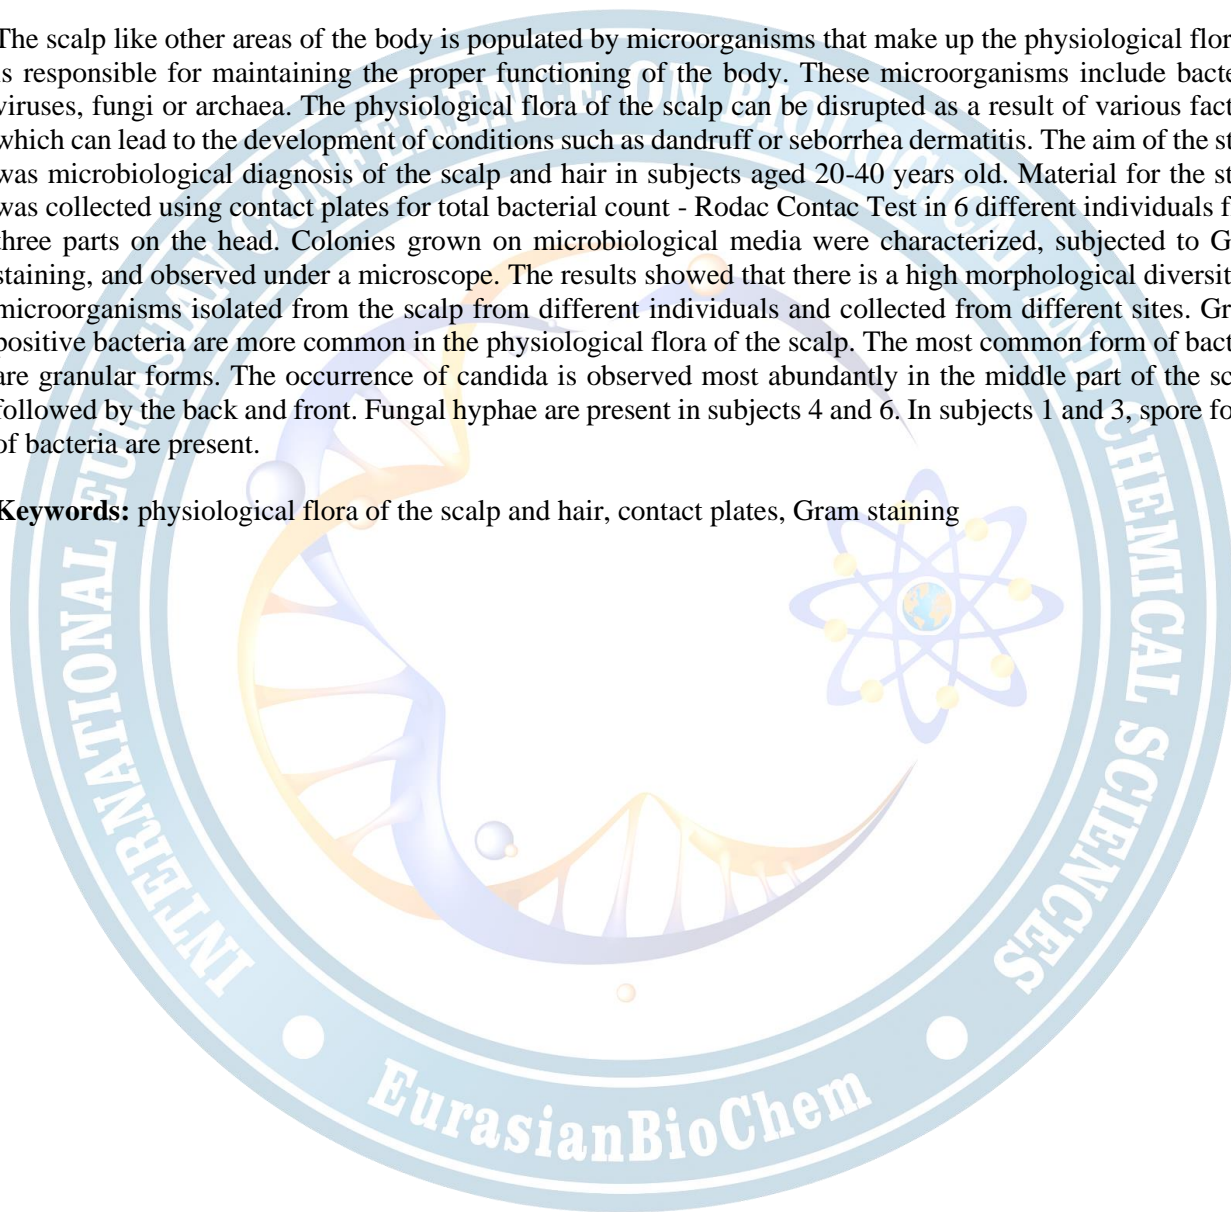 The scalp like other areas of the body is populated by microorganisms that make up the physiological flor
is responsible for maintaining the proper functioning of the body. These microorganisms include bacte
viruses, fungi or archaea. The physiological flora of the scalp can be disrupted as a result of various fact
which can lead to the development of conditions such as dandruff or seborrhea dermatitis. The aim of the st
was microbiological diagnosis of the scalp and hair in subjects aged 20-40 years old. Material for the st
was collected using contact plates for total bacterial count - Rodac Contac Test in 6 different individuals f
three parts on the head. Colonies grown on microbiological media were characterized, subjected to G
staining, and observed under a microscope. The results showed that there is a high morphological diversit
microorganisms isolated from the scalp from different individuals and collected from different sites. Gr
positive bacteria are more common in the physiological flora of the scalp. The most common form of bact
are granular forms. The occurrence of candida is observed most abundantly in the middle part of the sc
followed by the back and front. Fungal hyphae are present in subjects 4 and 6. In subjects 1 and 3, spore fo
of bacteria are present.
Keywords: physiological flora of the scalp and hair, contact plates, Gram staining
INTERNATIONAL EURASIAN CONFERENCE ON BIOLOGICAL AND CHEMICAL SCIENCES
EurasianBioChem